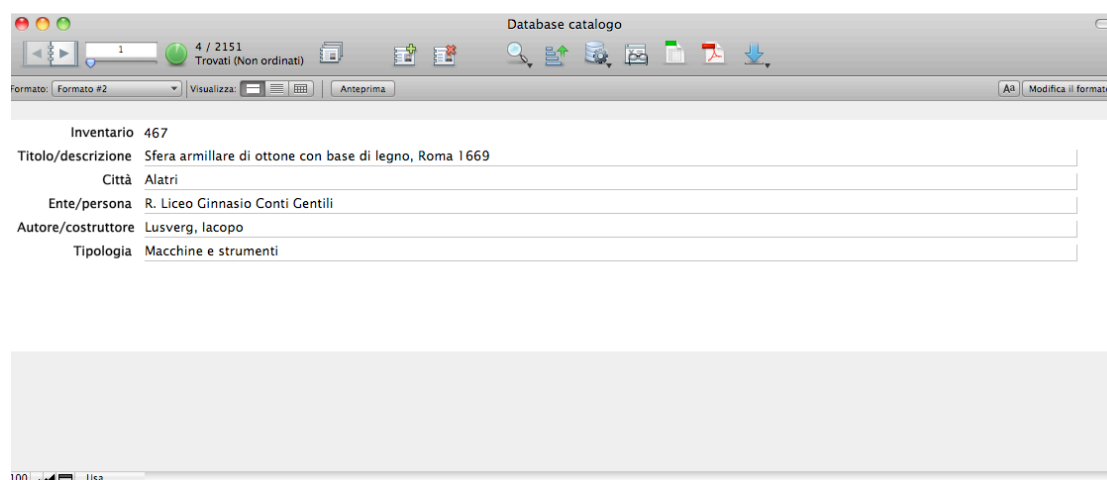 Database catalogo
1
4 / 2151
Trovati (Non ordinati)
Formato: Formato #2 Visualizza: Anteprima Aa Modifica il formato
Inventario 467
Titolo/descrizione Sfera armillare di ottone con base di legno, Roma 1669
Città Alatri
Ente/persona R. Liceo Ginnasio Conti Gentili
Autore/costruttore Lusverg, Iacopo
Tipologia Macchine e strumenti
100 Usa